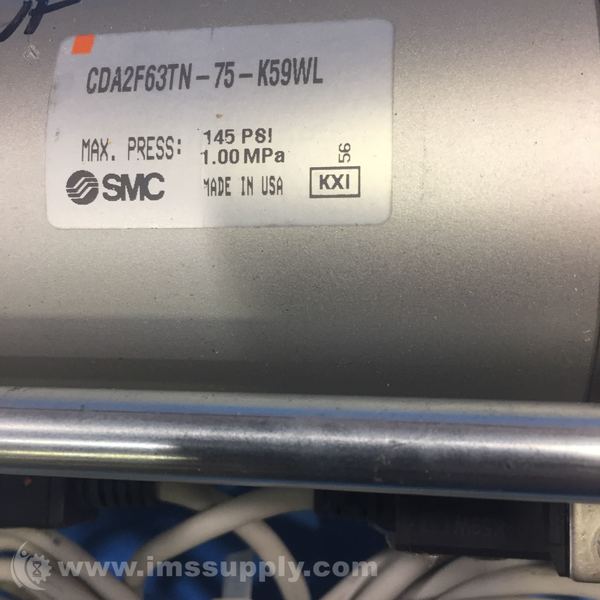 CDA2F63TN-75-K59WL
MAX. PRESS: 145 PSI
1.00 MPa
56
SMC MADE IN USA KXI
www.imssupply.com